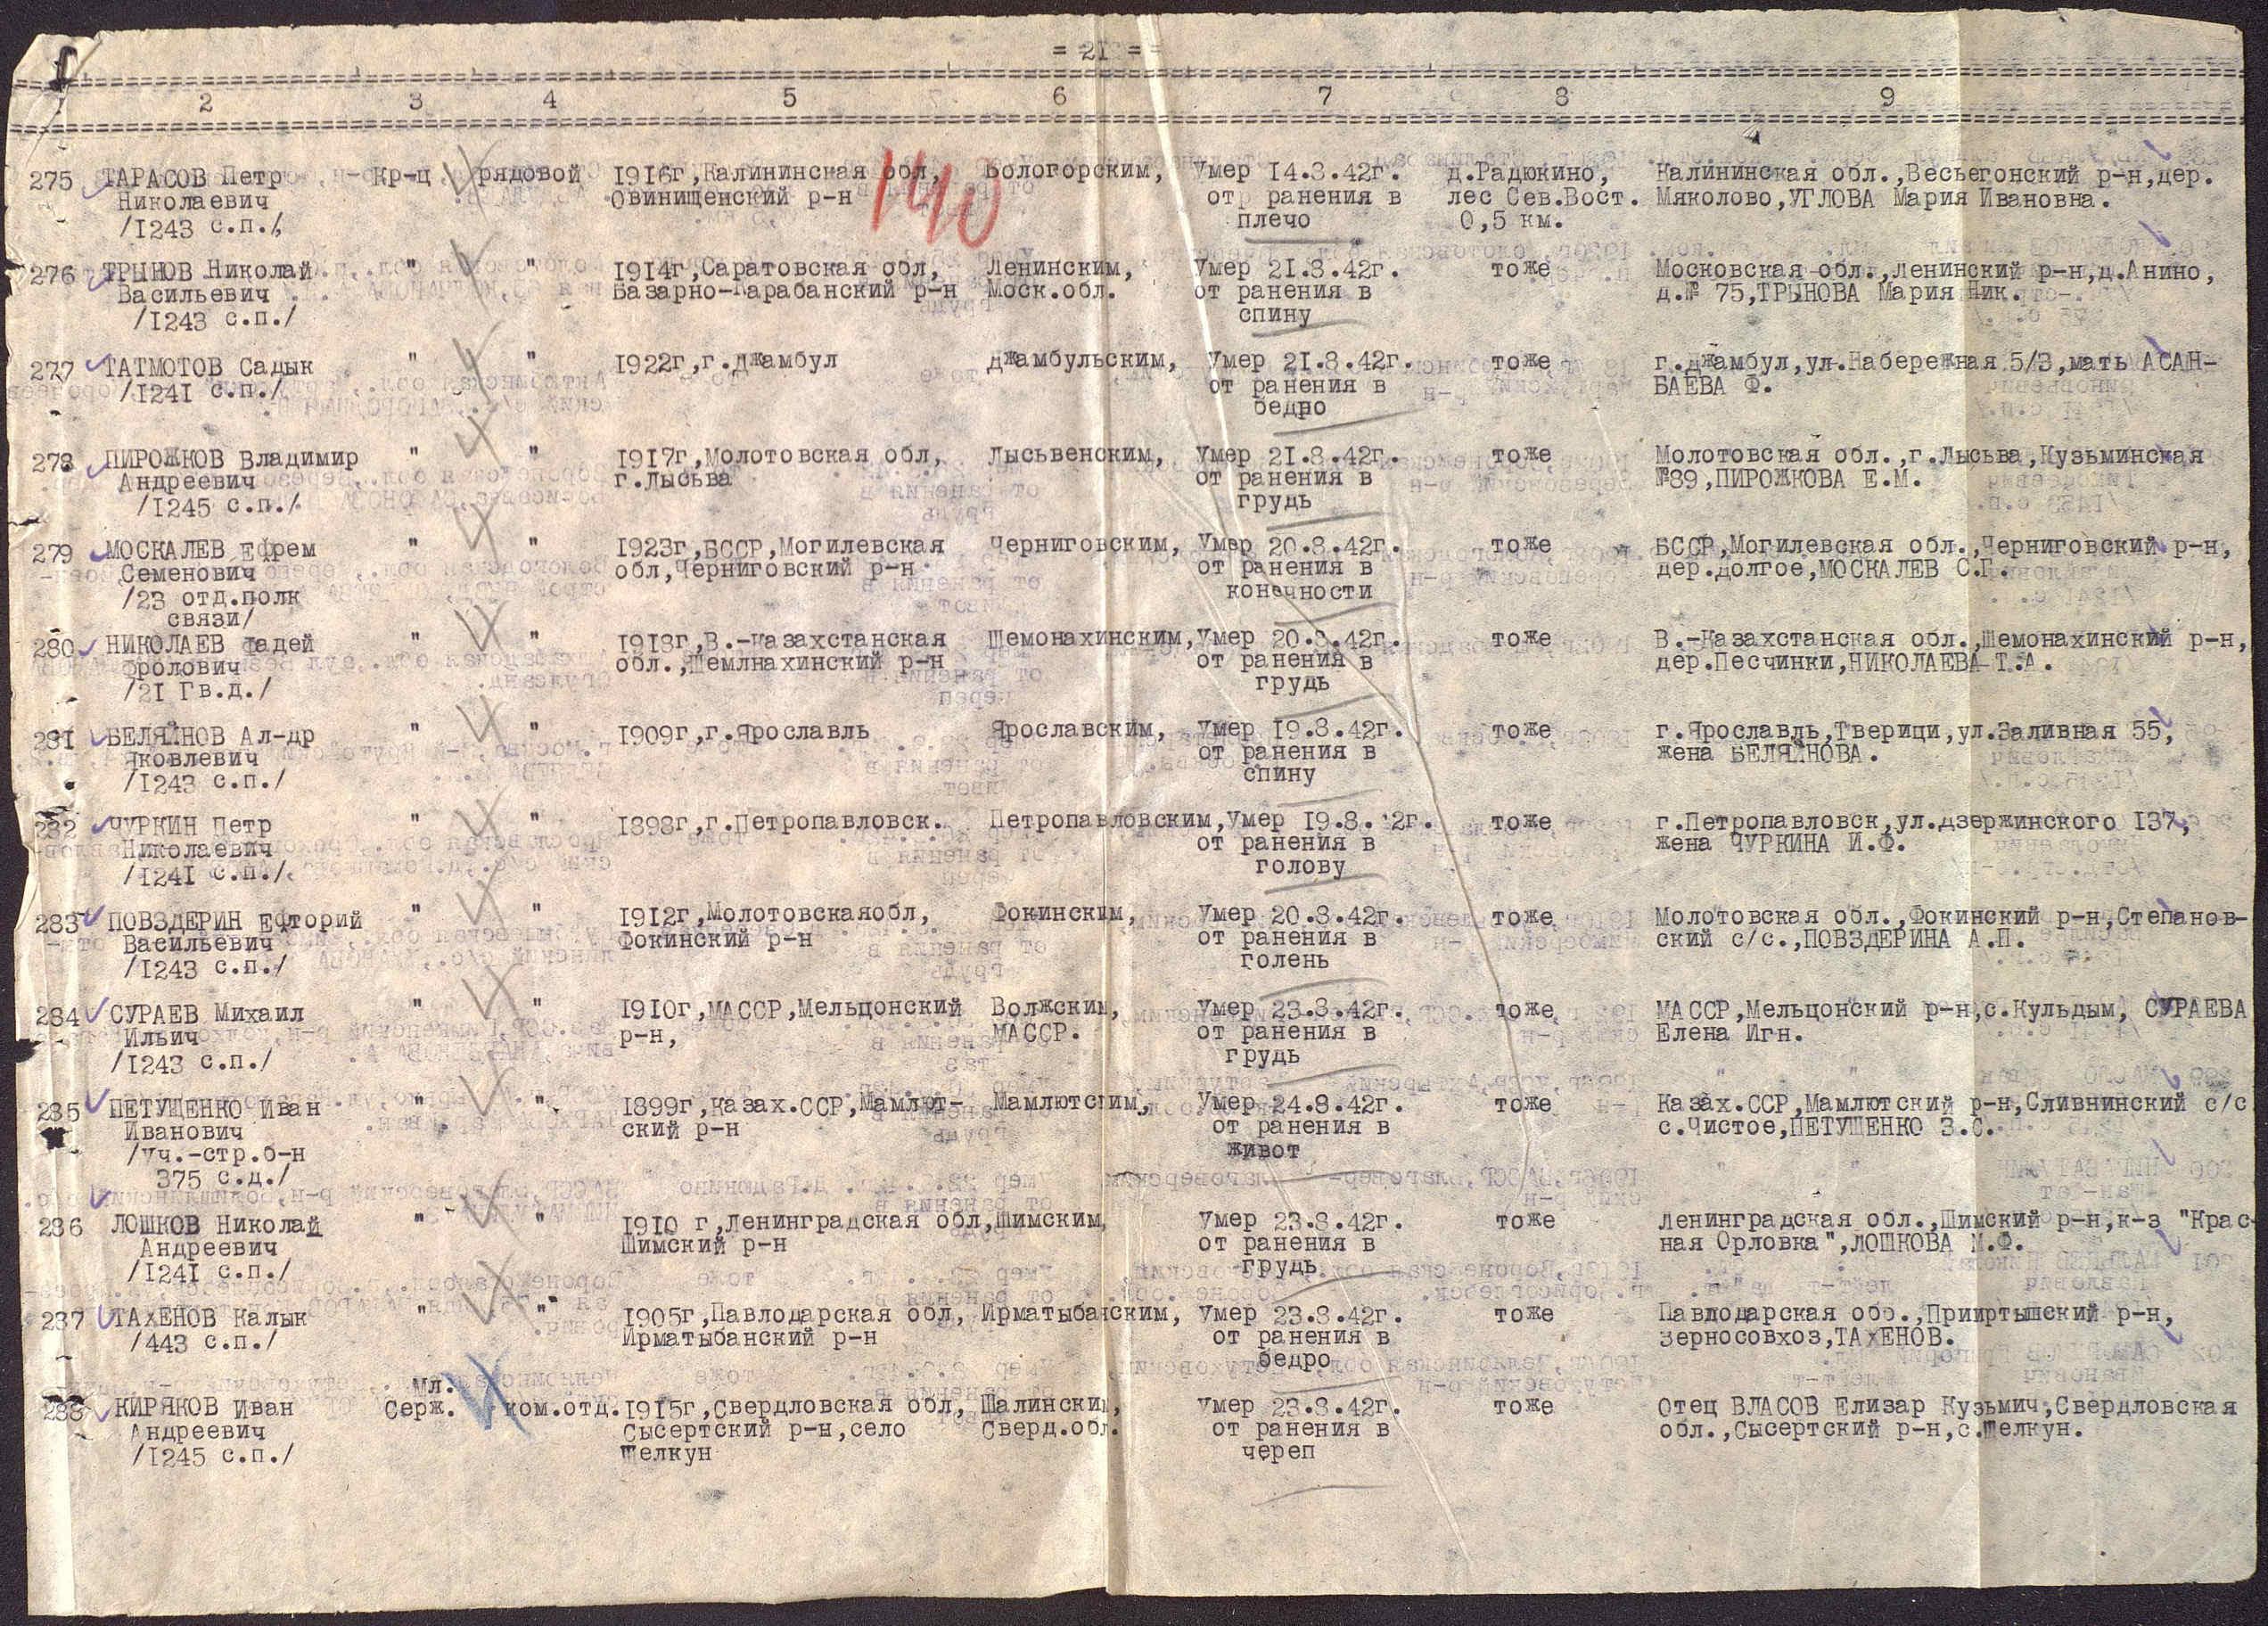 = 21 =
2 3 4 5 6 7 8 9
140
275 ТАРАСОВ Петр Кр-ц рядовой 1916г,Калининская обл, Бологорским, Умер 14.8.42г. д.Радюкино, Калининская обл.,Весьегонский р-н,дер.
Николаевич Овинищенский р-н от ранения в лес Сев.Вост. Мяколово,УГЛОВА Мария Ивановна.
/1243 с.п./ плечо 0,5 км.
276 ТРЫНОВ Николай " " 1914г,Саратовская обл, Ленинским, Умер 21.8.42г. тоже Московская обл.,Ленинский р-н,д.Анино,
Васильевич Базарно-Карабанский р-н Моск.обл. от ранения в д.№ 75,ТРЫНОВА Мария Ник.
/1243 с.п./ спину
277 ТАТМОТОВ Садык " " 1922г,г.Джамбул Джамбульским, Умер 21.8.42г. тоже г.Джамбул,ул.Набережная 5/3,мать АСАН-
/1241 с.п./ от ранения в БАЕВА Ф.
бедро
278 ПИРОЖКОВ Владимир " " 1917г,Молотовская обл, Лысьвенским, Умер 21.8.42г. тоже Молотовская обл.,г.Лысьва,Кузьминская
Андреевич г.Лысьва от ранения в №89,ПИРОЖКОВА Е.М.
/1245 с.п./ грудь
279 МОСКАЛЕВ Ефрем " " 1923г,БССР,Могилевская Черниговским, Умер 20.8.42г. тоже БССР,Могилевская обл.,Черниговский р-н,
Семенович обл,Черниговский р-н от ранения в дер.Долгое,МОСКАЛЕВ С.Г.
/23 отд.полк конечности
связи/
280 НИКОЛАЕВ Фадей " " 1918г,В.-Казахстанская Шемонахинским, Умер 20.8.42г. тоже В.-Казахстанская обл.,Шемонахинский р-н,
Фролович обл.,Шемлнахинский р-н от ранения в дер.Песчинки,НИКОЛАЕВА Т.А.
/21 Гв.д./ грудь
281 БЕЛЯЙНОВ Ал-др " " 1909г,г.Ярославль Ярославским, Умер 19.8.42г. тоже г.Ярославль,Тверици,ул.Заливная 55,
Яковлевич от ранения в жена БЕЛЯЙНОВА.
/1243 с.п./ спину
282 ЧУРКИН Петр " " 1898г,г.Петропавловск. Петропавловским, Умер 19.8. 2г. тоже г.Петропавловск,ул.Дзержинского 137,
Николаевич от ранения в жена ЧУРКИНА И.Ф.
/1241 с.п./ голову
283 ПОВЗДЕРИН Ефторий " " 1912г,Молотовскаяобл, Фокинским, Умер 20.8.42г. тоже Молотовская обл.,Фокинский р-н,Степанов-
Васильевич Фокинский р-н от ранения в ский с/с.,ПОВЗДЕРИНА А.П.
/1243 с.п./ голень
284 СУРАЕВ Михаил " " 1910г,МАССР,Мельцонский Волжским, Умер 23.8.42г. тоже МАССР,Мельцонский р-н,с.Кульдым, СУРАЕВА
Ильич р-н, МАССР. от ранения в Елена Игн.
/1243 с.п./ грудь
285 ПЕТУЩЕНКО Иван " " 1899г,Казах.ССР,Мамлют- Мамлютским, Умер 24.8.42г. тоже Казах.ССР,Мамлютский р-н,Сливнинский с/с
Иванович ский р-н от ранения в с.Чистое,ПЕТУЩЕНКО З.С.
/Уч.-стр.б-н живот
375 с.д./
286 ЛОШКОВ Николай " " 1910 г,Ленинградская обл,Шимским, Умер 23.8.42г. тоже Ленинградская обл.,Шимский р-н,к-з "Крас-
Андреевич Шимский р-н от ранения в ная Орловка",ЛОШКОВА М.Ф.
/1241 с.п./ грудь
287 ТАХЕНОВ Калык " " 1905г,Павлодарская обл, Ирматыбанским, Умер 23.8.42г. тоже Павлодарская обо.,Прииртышский р-н,
/443 с.п./ Ирматыбанский р-н от ранения в Зерносовхоз,ТАХЕНОВ.
бедро
Мл.
288 КИРЯКОВ Иван Серж. ком.отд. 1915г,Свердловская обл, Шалинским, Умер 23.8.42г. тоже Отец ВЛАСОВ Елизар Кузьмич,Свердловская
Андреевич Сысертский р-н,село Сверд.обл. от ранения в обл.,Сысертский р-н,с.Щелкун.
/1245 с.п./ Щелкун череп